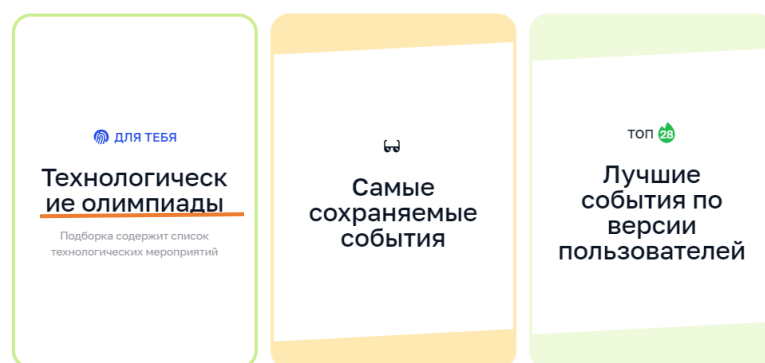 ДЛЯ ТЕБЯ
Технологическ
ие олимпиады
Подборка содержит список
технологических мероприятий
Самые
сохраняемые
события
ТОП 28
Лучшие
события по
версии
пользователей